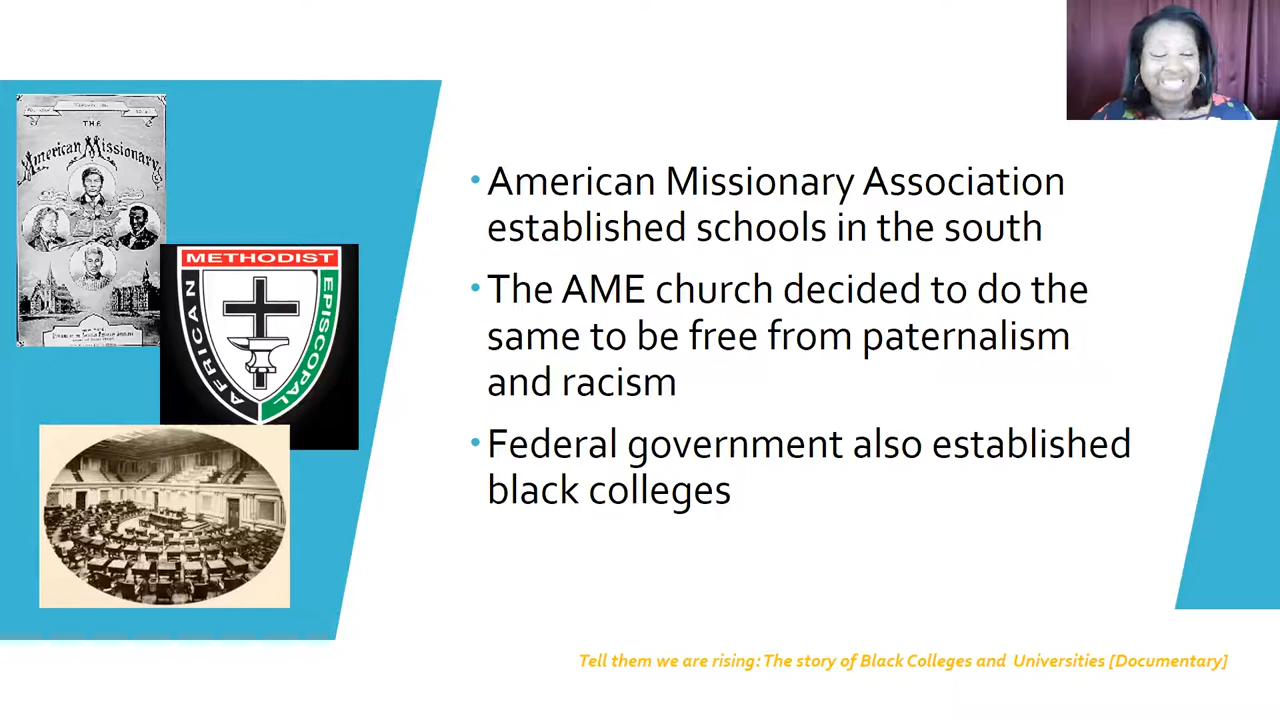 THE
American Missionary
METHODIST
AFRICAN
EPISCOPAL
• American Missionary Association
established schools in the south
• The AME church decided to do the
same to be free from paternalism
and racism
• Federal government also established
black colleges
Tell them we are rising: The story of Black Colleges and Universities [Documentary]